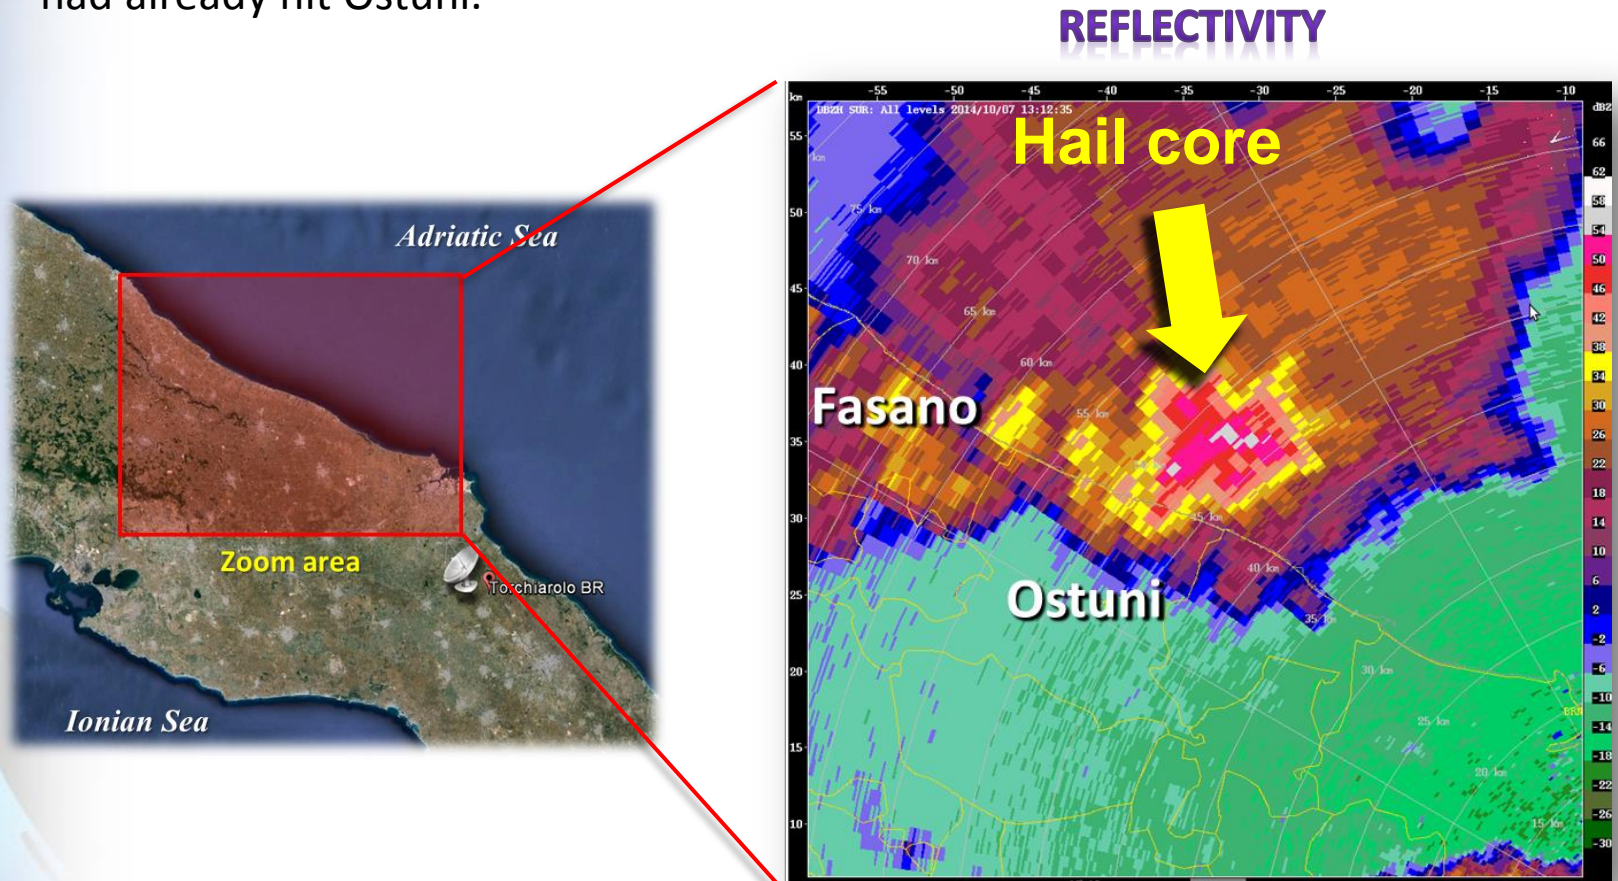 had already hit Ostuni.
REFLECTIVITY
Adriatic Sea
Zoom area
Torchiarolo BR
Ionian Sea
km -55 -50 -45 -40 -35 -30 -25 -20 -15 -10 dBZ
DBZH SUR: All levels 2014/10/07 13:12:35
Hail core
Fasano
Ostuni
km
75 km
70 km
65 km
60 km
55 km
45 km
40 km
35 km
30 km
25 km
20 km
15 km
55
50
45
40
35
30
25
20
15
10
66
62
58
54
50
46
42
38
34
30
26
22
18
14
10
6
2
-2
-6
-10
-14
-18
-22
-26
-30